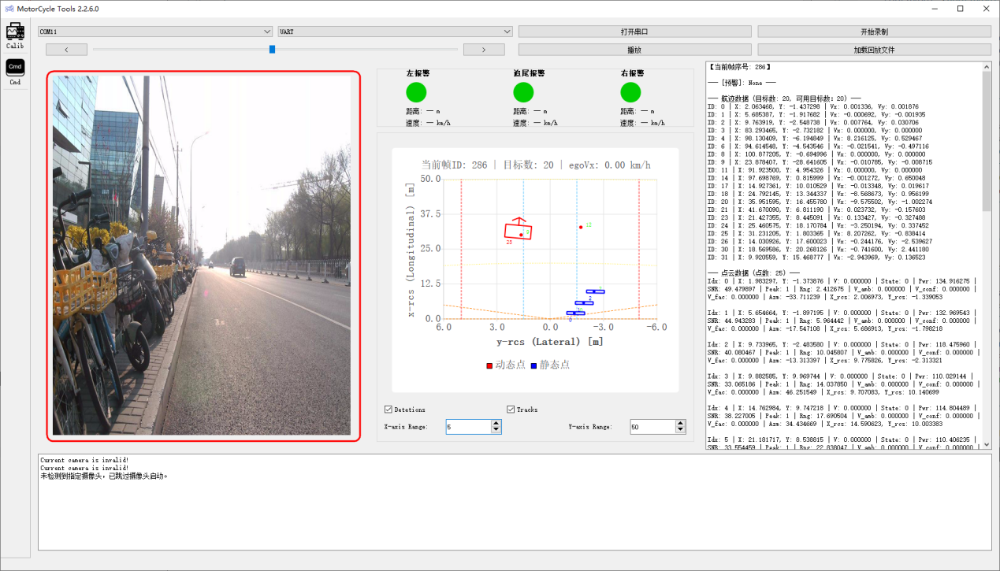 MotorCycle Tools 2.2.6.0
Calib
Cmd
Cmd
COM11
UART
打开串口
开始录制
<
>
播放
加载回放文件
左报警
追尾报警
右报警
距离: — m
距离: — m
距离: — m
速度: — km/h
速度: — km/h
速度: — km/h
当前帧ID: 286 | 目标数: 20 | egoVx: 0.00 km/h
x-rcs (Longitudinal) [m]
50.0
37.5
25.0
12.5
0.0
25
12
2
0
6.0
3.0
0.0
-3.0
-6.0
y-rcs (Lateral) [m]
动态点
静态点
Detetions
Tracks
X-axis Range:
5
Y-axis Range:
50
【当前帧序号: 286】
── [预警]: None ──
── 航迹数据 (目标数: 20, 可用目标数: 20) ──
ID: 0 | X: 2.063468, Y: -1.437298 | Vx: 0.001336, Vy: 0.001876
ID: 1 | X: 5.685387, Y: -1.917682 | Vx: -0.000692, Vy: -0.001935
ID: 2 | X: 9.763919, Y: -2.548738 | Vx: 0.007764, Vy: 0.030706
ID: 3 | X: 83.293465, Y: -2.732182 | Vx: 0.000000, Vy: 0.000000
ID: 4 | X: 98.130409, Y: -6.194849 | Vx: 8.216125, Vy: 0.529467
ID: 6 | X: 94.614548, Y: -4.543546 | Vx: -0.021541, Vy: -0.497116
ID: 8 | X: 100.877205, Y: -0.694996 | Vx: 0.000000, Vy: 0.000000
ID: 9 | X: 23.878407, Y: -28.641605 | Vx: -0.010785, Vy: -0.008715
ID: 11 | X: 91.923500, Y: 4.954326 | Vx: 0.000000, Vy: 0.000000
ID: 14 | X: 97.698769, Y: 0.815999 | Vx: -0.001272, Vy: 0.650048
ID: 17 | X: 14.927361, Y: 10.010529 | Vx: -0.013348, Vy: 0.019617
ID: 18 | X: 24.792145, Y: 13.344337 | Vx: -8.568673, Vy: 0.956199
ID: 20 | X: 35.951595, Y: 16.455780 | Vx: -9.575502, Vy: -1.002274
ID: 21 | X: 41.670090, Y: 6.811190 | Vx: 0.023732, Vy: -0.157603
ID: 23 | X: 21.427355, Y: 8.445091 | Vx: 0.133427, Vy: -0.327488
ID: 24 | X: 25.460575, Y: 18.170784 | Vx: -3.250194, Vy: 0.337452
ID: 25 | X: 31.231205, Y: 1.803365 | Vx: 8.207262, Vy: -0.838414
ID: 26 | X: 14.030926, Y: 17.600023 | Vx: -0.244176, Vy: -2.539627
ID: 30 | X: 18.569586, Y: 20.268126 | Vx: -0.741600, Vy: 2.441180
ID: 31 | X: 9.920559, Y: 15.468777 | Vx: -2.943969, Vy: 0.136523
── 点云数据 (点数: 25) ──
Idx: 0 | X: 1.983297, Y: -1.373876 | V: 0.000000 | State: 0 | Pwr: 134.916275 |
SNR: 49.479897 | Peak: 1 | Rng: 2.412675 | V_amb: 0.000000 | V_conf: 0.000000 |
V_fac: 0.000000 | Azm: -33.711239 | X_rcs: 2.006973, Y_rcs: -1.339053
Idx: 1 | X: 5.654664, Y: -1.897195 | V: 0.000000 | State: 0 | Pwr: 132.969543 |
SNR: 44.943283 | Peak: 1 | Rng: 5.964442 | V_amb: 0.000000 | V_conf: 0.000000 |
V_fac: 0.000000 | Azm: -17.547108 | X_rcs: 5.686913, Y_rcs: -1.798218
Idx: 2 | X: 9.733965, Y: -2.483580 | V: 0.000000 | State: 0 | Pwr: 118.475960 |
SNR: 40.080467 | Peak: 1 | Rng: 10.045807 | V_amb: 0.000000 | V_conf: 0.000000 |
V_fac: 0.000000 | Azm: -13.313397 | X_rcs: 9.775826, Y_rcs: -2.313321
Idx: 3 | X: 9.882585, Y: 9.969744 | V: 0.000000 | State: 0 | Pwr: 110.029144 |
SNR: 33.065186 | Peak: 1 | Rng: 14.037850 | V_amb: 0.000000 | V_conf: 0.000000 |
V_fac: 0.000000 | Azm: 46.251549 | X_rcs: 9.707083, Y_rcs: 10.140699
Idx: 4 | X: 14.762984, Y: 9.747218 | V: 0.000000 | State: 0 | Pwr: 114.804489 |
SNR: 38.227005 | Peak: 1 | Rng: 17.690504 | V_amb: 0.000000 | V_conf: 0.000000 |
V_fac: 0.000000 | Azm: 34.434669 | X_rcs: 14.590623, Y_rcs: 10.003383
Idx: 5 | X: 21.181717, Y: 8.538815 | V: 0.000000 | State: 0 | Pwr: 110.406235 |
SNR: 33.554459 | Peak: 1 | Rng: 22.838047 | V_amb: 0.000000 | V_conf: 0.000000 |
Current camera is invalid!
Current camera is invalid!
未检测到指定摄像头，已跳过摄像头启动。